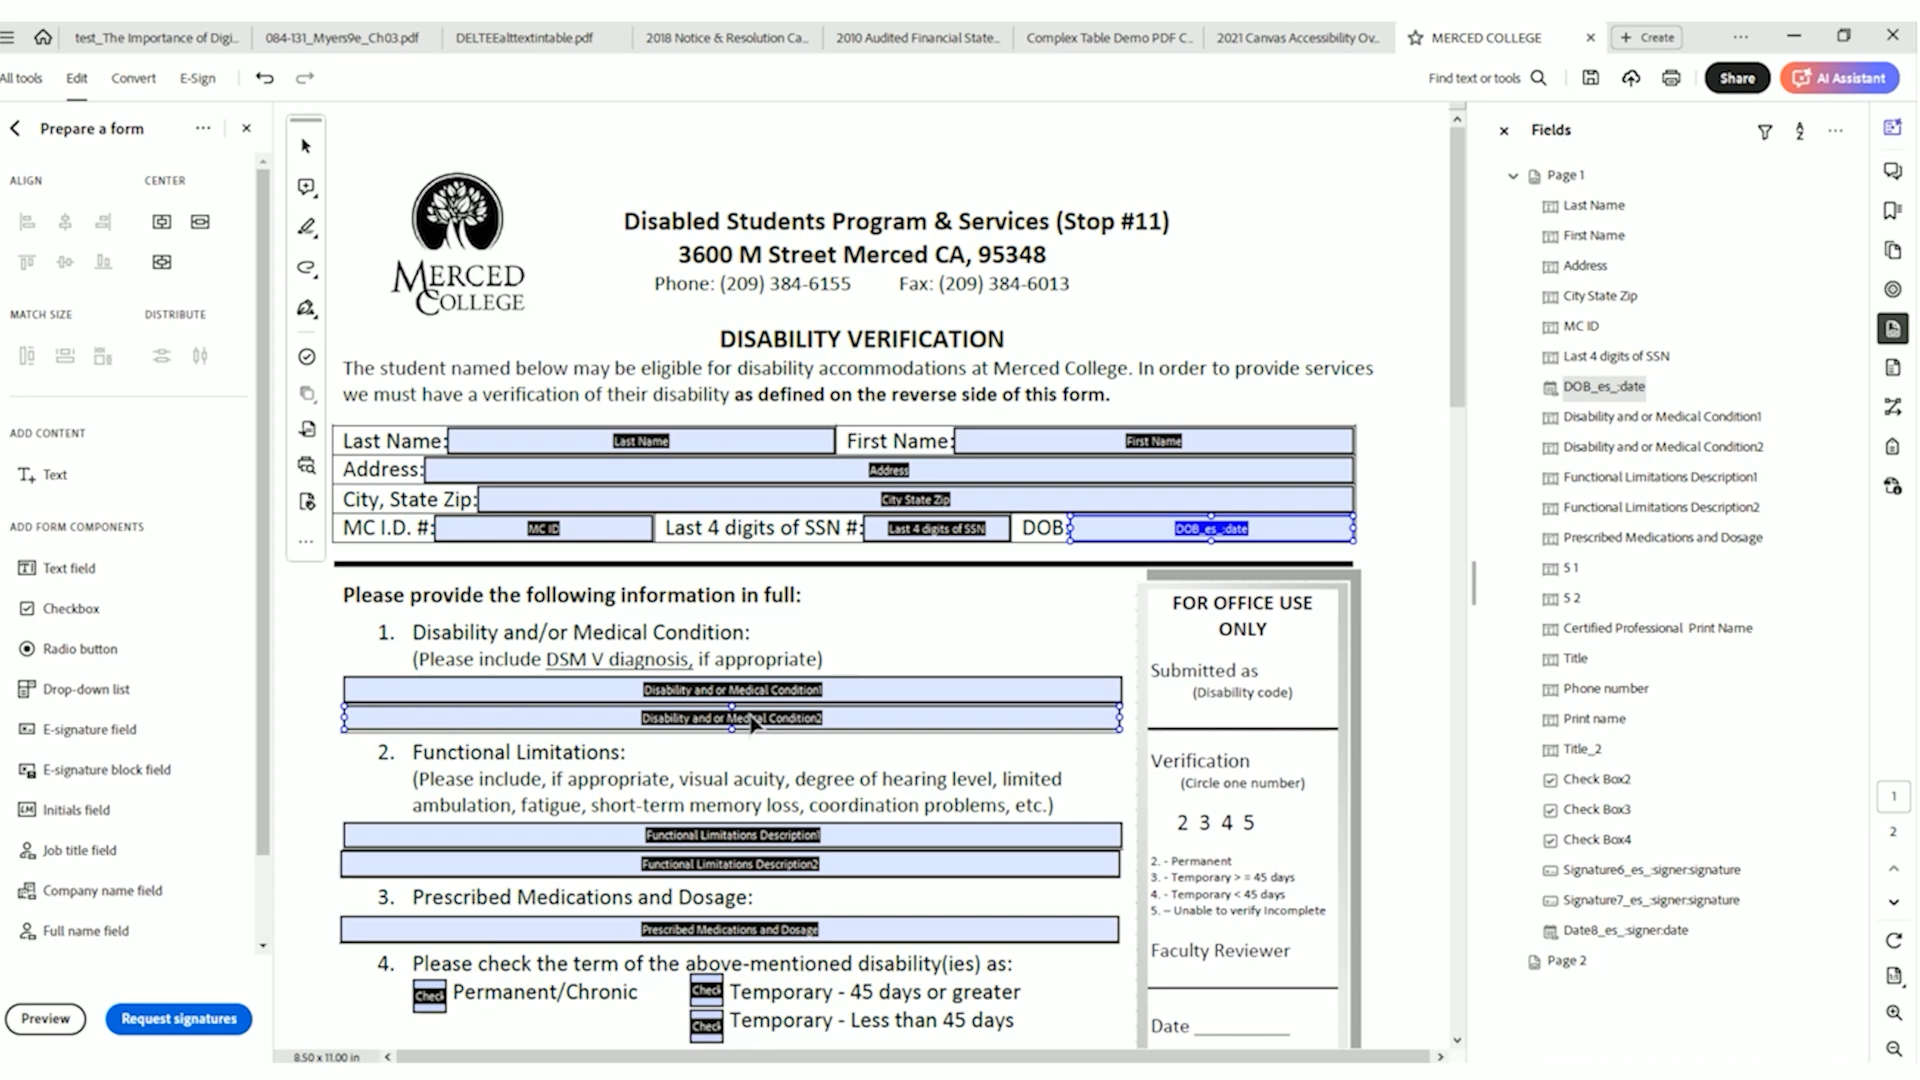 test_The Importance of Digi...
084-131_Myers9e_Ch03.pdf
DELTEEalttextintable.pdf
2018 Notice & Resolution Ca...
2010 Audited Financial State...
Complex Table Demo PDF C...
2021 Canvas Accessibility Ov...
MERCED COLLEGE
Create
All tools
Edit
Convert
E-Sign
Find text or tools
Share
AI Assistant
Prepare a form
ALIGN
CENTER
MATCH SIZE
DISTRIBUTE
ADD CONTENT
Text
ADD FORM COMPONENTS
Text field
Checkbox
Radio button
Drop-down list
E-signature field
E-signature block field
Initials field
Job title field
Company name field
Full name field
Preview
Request signatures
MERCED
COLLEGE
Disabled Students Program & Services (Stop #11)
3600 M Street Merced CA, 95348
Phone: (209) 384-6155 Fax: (209) 384-6013
DISABILITY VERIFICATION
The student named below may be eligible for disability accommodations at Merced College. In order to provide services
we must have a verification of their disability as defined on the reverse side of this form.
Last Name: Last Name First Name: First Name
Address: Address
City, State Zip: City State Zip
MC I.D. #: MC ID Last 4 digits of SSN #: Last 4 digits of SSN DOB: DOB_es_:date
Please provide the following information in full:
1. Disability and/or Medical Condition:
(Please include DSM V diagnosis, if appropriate)
Disability and or Medical Condition1
Disability and or Medical Condition2
2. Functional Limitations:
(Please include, if appropriate, visual acuity, degree of hearing level, limited
ambulation, fatigue, short-term memory loss, coordination problems, etc.)
Functional Limitations Description1
Functional Limitations Description2
3. Prescribed Medications and Dosage:
Prescribed Medications and Dosage
4. Please check the term of the above-mentioned disability(ies) as:
Check Permanent/Chronic Check Temporary - 45 days or greater
Check Temporary - Less than 45 days
FOR OFFICE USE
ONLY
Submitted as
(Disability code)
Verification
(Circle one number)
2 3 4 5
2. - Permanent
3. - Temporary > = 45 days
4. - Temporary < 45 days
5. – Unable to verify Incomplete
Faculty Reviewer
Date ___________
8.50 x 11.00 in
Fields
Page 1
Last Name
First Name
Address
City State Zip
MC ID
Last 4 digits of SSN
DOB_es_:date
Disability and or Medical Condition1
Disability and or Medical Condition2
Functional Limitations Description1
Functional Limitations Description2
Prescribed Medications and Dosage
5 1
5 2
Certified Professional Print Name
Title
Phone number
Print name
Title_2
Check Box2
Check Box3
Check Box4
Signature6_es_:signer:signature
Signature7_es_:signer:signature
Date8_es_:signer:date
Page 2
1
2